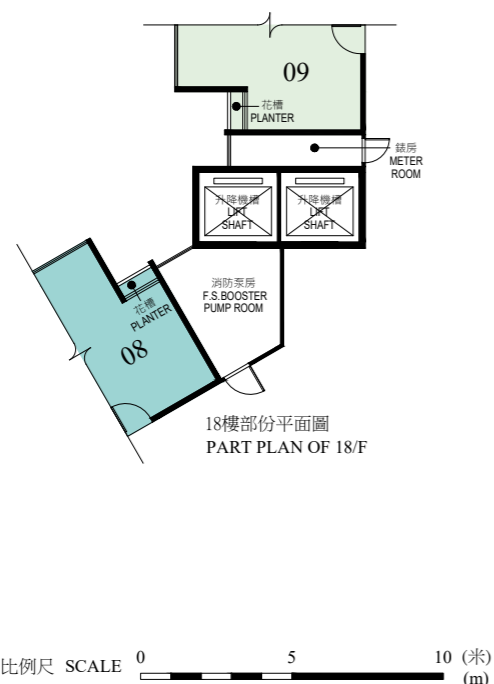 09
花槽
PLANTER
錶房
METER
ROOM
升降機槽
LIFT
SHAFT
升降機槽
LIFT
SHAFT
消防泵房
F.S.BOOSTER
PUMP ROOM
花槽
PLANTER
08
18樓部份平面圖
PART PLAN OF 18/F
比例尺 SCALE 0 5 10 (米)
(m)